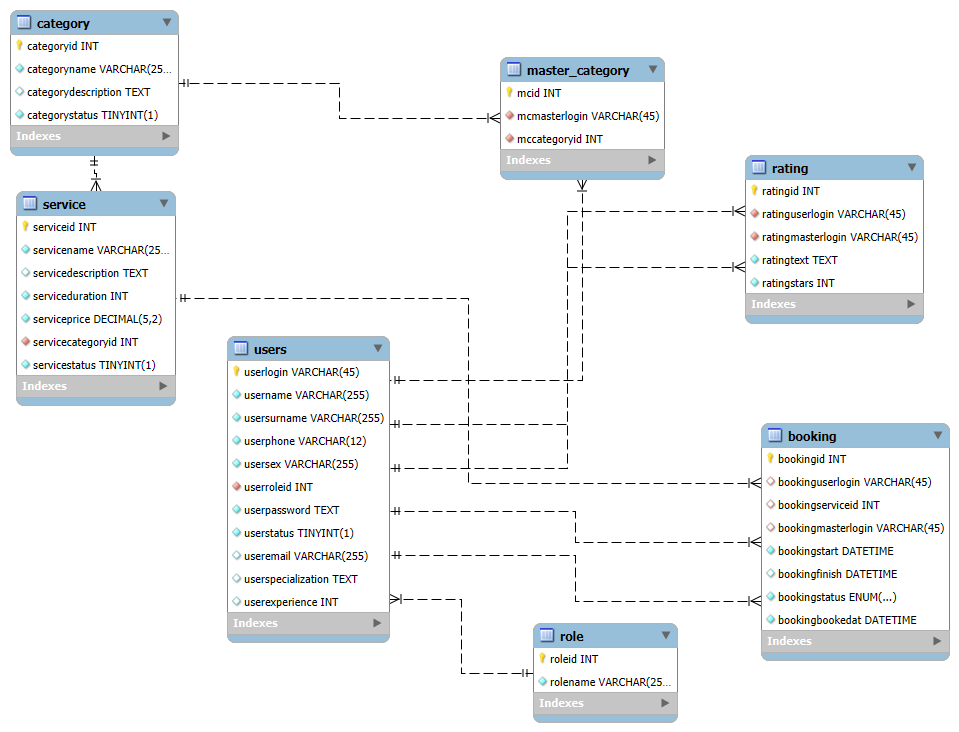 category
categoryid INT
categoryname VARCHAR(25...
categorydescription TEXT
categorystatus TINYINT(1)
Indexes
master_category
mcid INT
mcmasterlogin VARCHAR(45)
mccategoryid INT
Indexes
rating
ratingid INT
ratinguserlogin VARCHAR(45)
ratingmasterlogin VARCHAR(45)
ratingtext TEXT
ratingstars INT
Indexes
service
serviceid INT
servicename VARCHAR(25...
servicedescription TEXT
serviceduration INT
serviceprice DECIMAL(5,2)
servicecategoryid INT
servicestatus TINYINT(1)
Indexes
users
userlogin VARCHAR(45)
username VARCHAR(255)
usersurname VARCHAR(255)
userphone VARCHAR(12)
usersex VARCHAR(255)
userroleid INT
userpassword TEXT
userstatus TINYINT(1)
useremail VARCHAR(255)
userspecialization TEXT
userexperience INT
Indexes
booking
bookingid INT
bookinguserlogin VARCHAR(45)
bookingserviceid INT
bookingmasterlogin VARCHAR(45)
bookingstart DATETIME
bookingfinish DATETIME
bookingstatus ENUM(...)
bookingbookedat DATETIME
Indexes
role
roleid INT
rolename VARCHAR(25...
Indexes